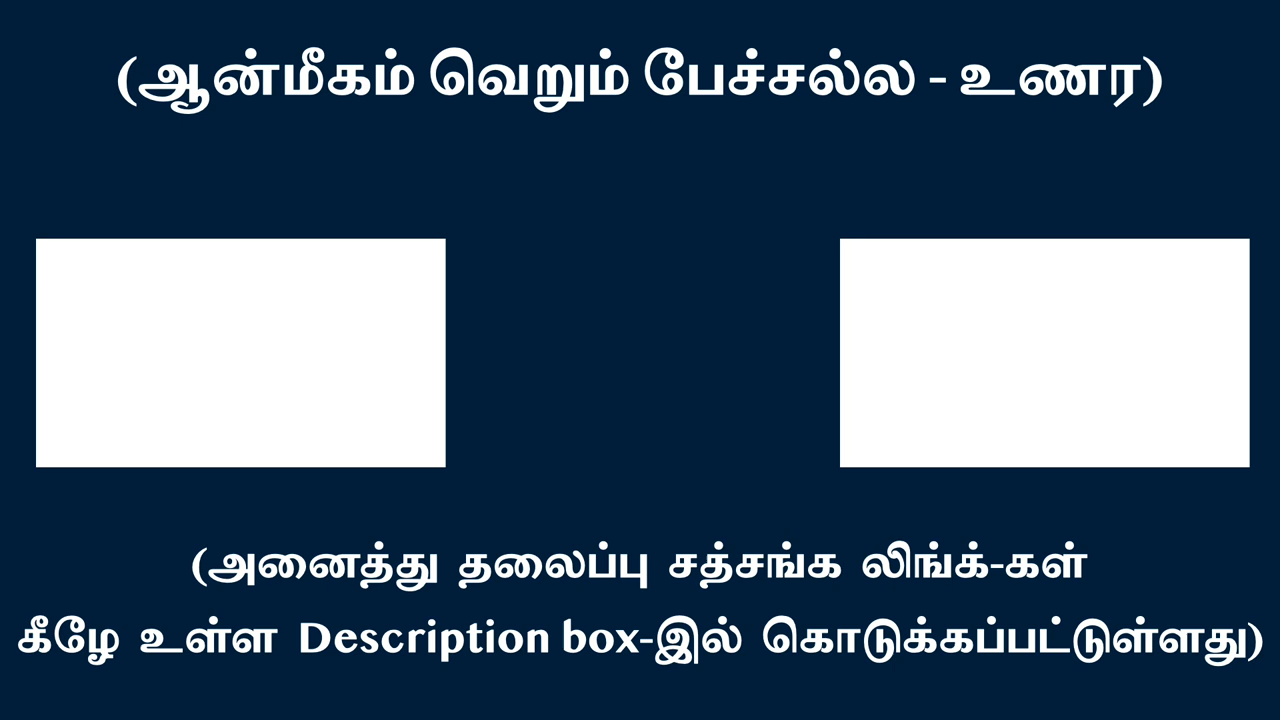 (ஆன்மீகம் வெறும் பேச்சல்ல - உணர)
(அனைத்து தலைப்பு சத்சங்க லிங்க்-கள்
கீழே உள்ள Description box-இல் கொடுக்கப்பட்டுள்ளது)